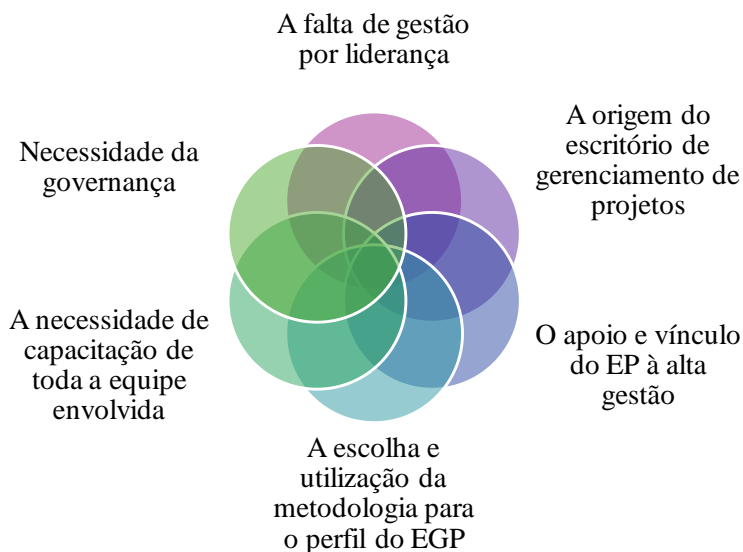 A falta de gestão
por liderança
A origem do
escritório de
gerenciamento de
projetos
O apoio e vínculo
do EP à alta
gestão
A escolha e
utilização da
metodologia para
o perfil do EGP
A necessidade de
capacitação de
toda a equipe
envolvida
Necessidade da
governança